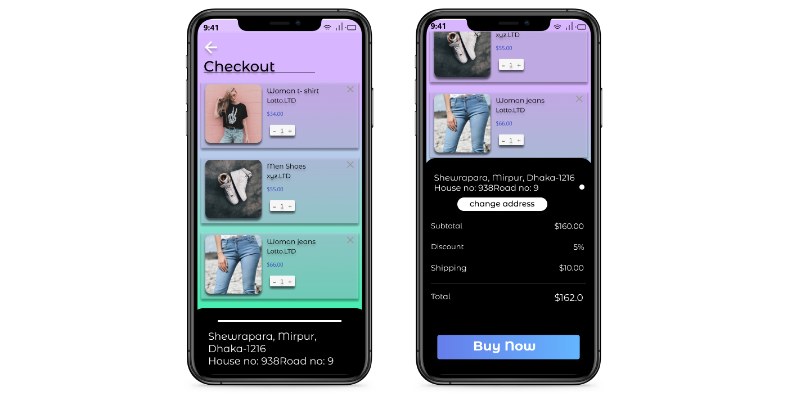 9:41
Checkout
Woman t- shirt
Lotto.LTD
$34.00
- 1 +
Men Shoes
xyz.LTD
$55.00
- 1 +
Woman jeans
Lotto.LTD
$66.00
- 1 +
Shewrapara, Mirpur,
Dhaka-1216
House no: 938Road no: 9
9:41
xyz.LTD
$55.00
- 1 +
Woman jeans
Lotto.LTD
$66.00
- 1 +
Shewrapara, Mirpur, Dhaka-1216
House no: 938Road no: 9
change address
Subtotal $160.00
Discount 5%
Shipping $10.00
Total $162.0
Buy Now